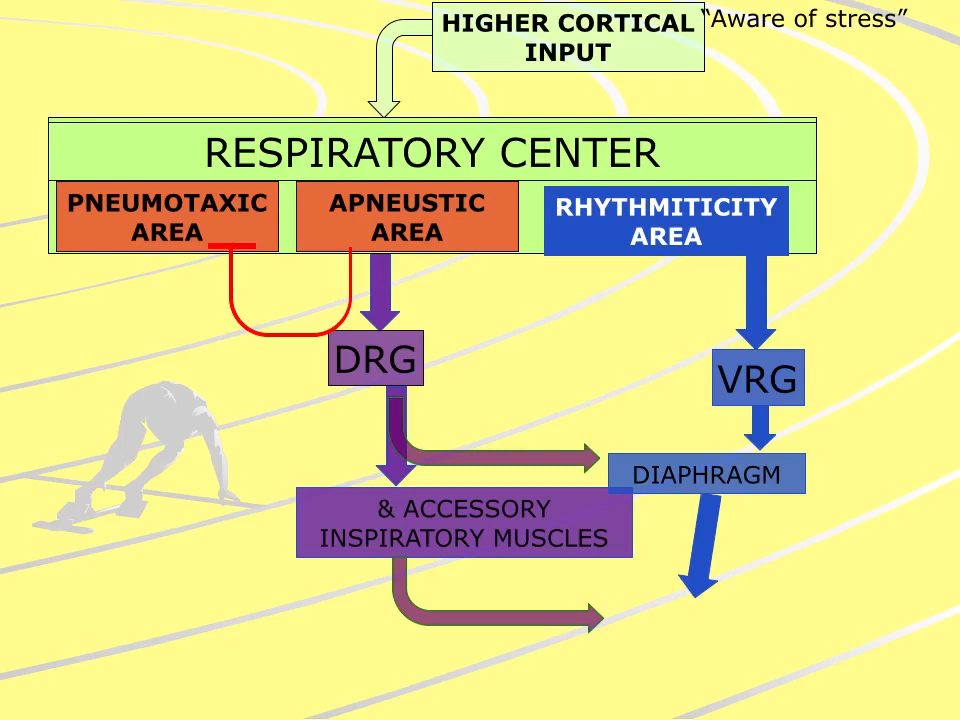 HIGHER CORTICAL
INPUT
“Aware of stress”
RESPIRATORY CENTER
PNEUMOTAXIC
AREA
APNEUSTIC
AREA
RHYTHMITICITY
AREA
DRG
VRG
DIAPHRAGM
& ACCESSORY
INSPIRATORY MUSCLES